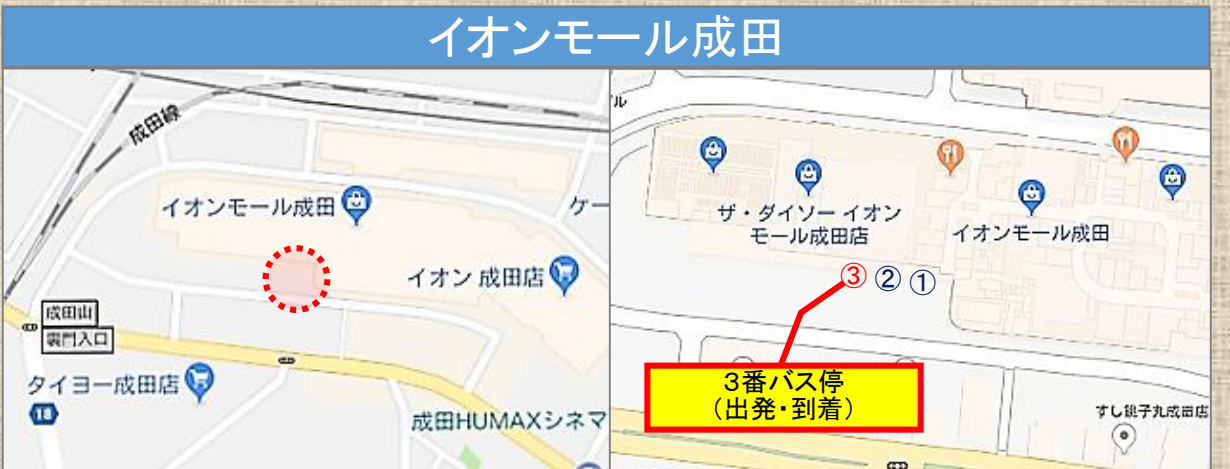 イオンモール成田
成田線
イオンモール成田
ケー
イオン 成田店
成田山
裏門入口
タイヨー成田店
18
成田HUMAXシネマ
ル
ザ・ダイソー イオン
モール成田店
イオンモール成田
③ ② ①
3番バス停
(出発・到着)
すし銚子丸成田店